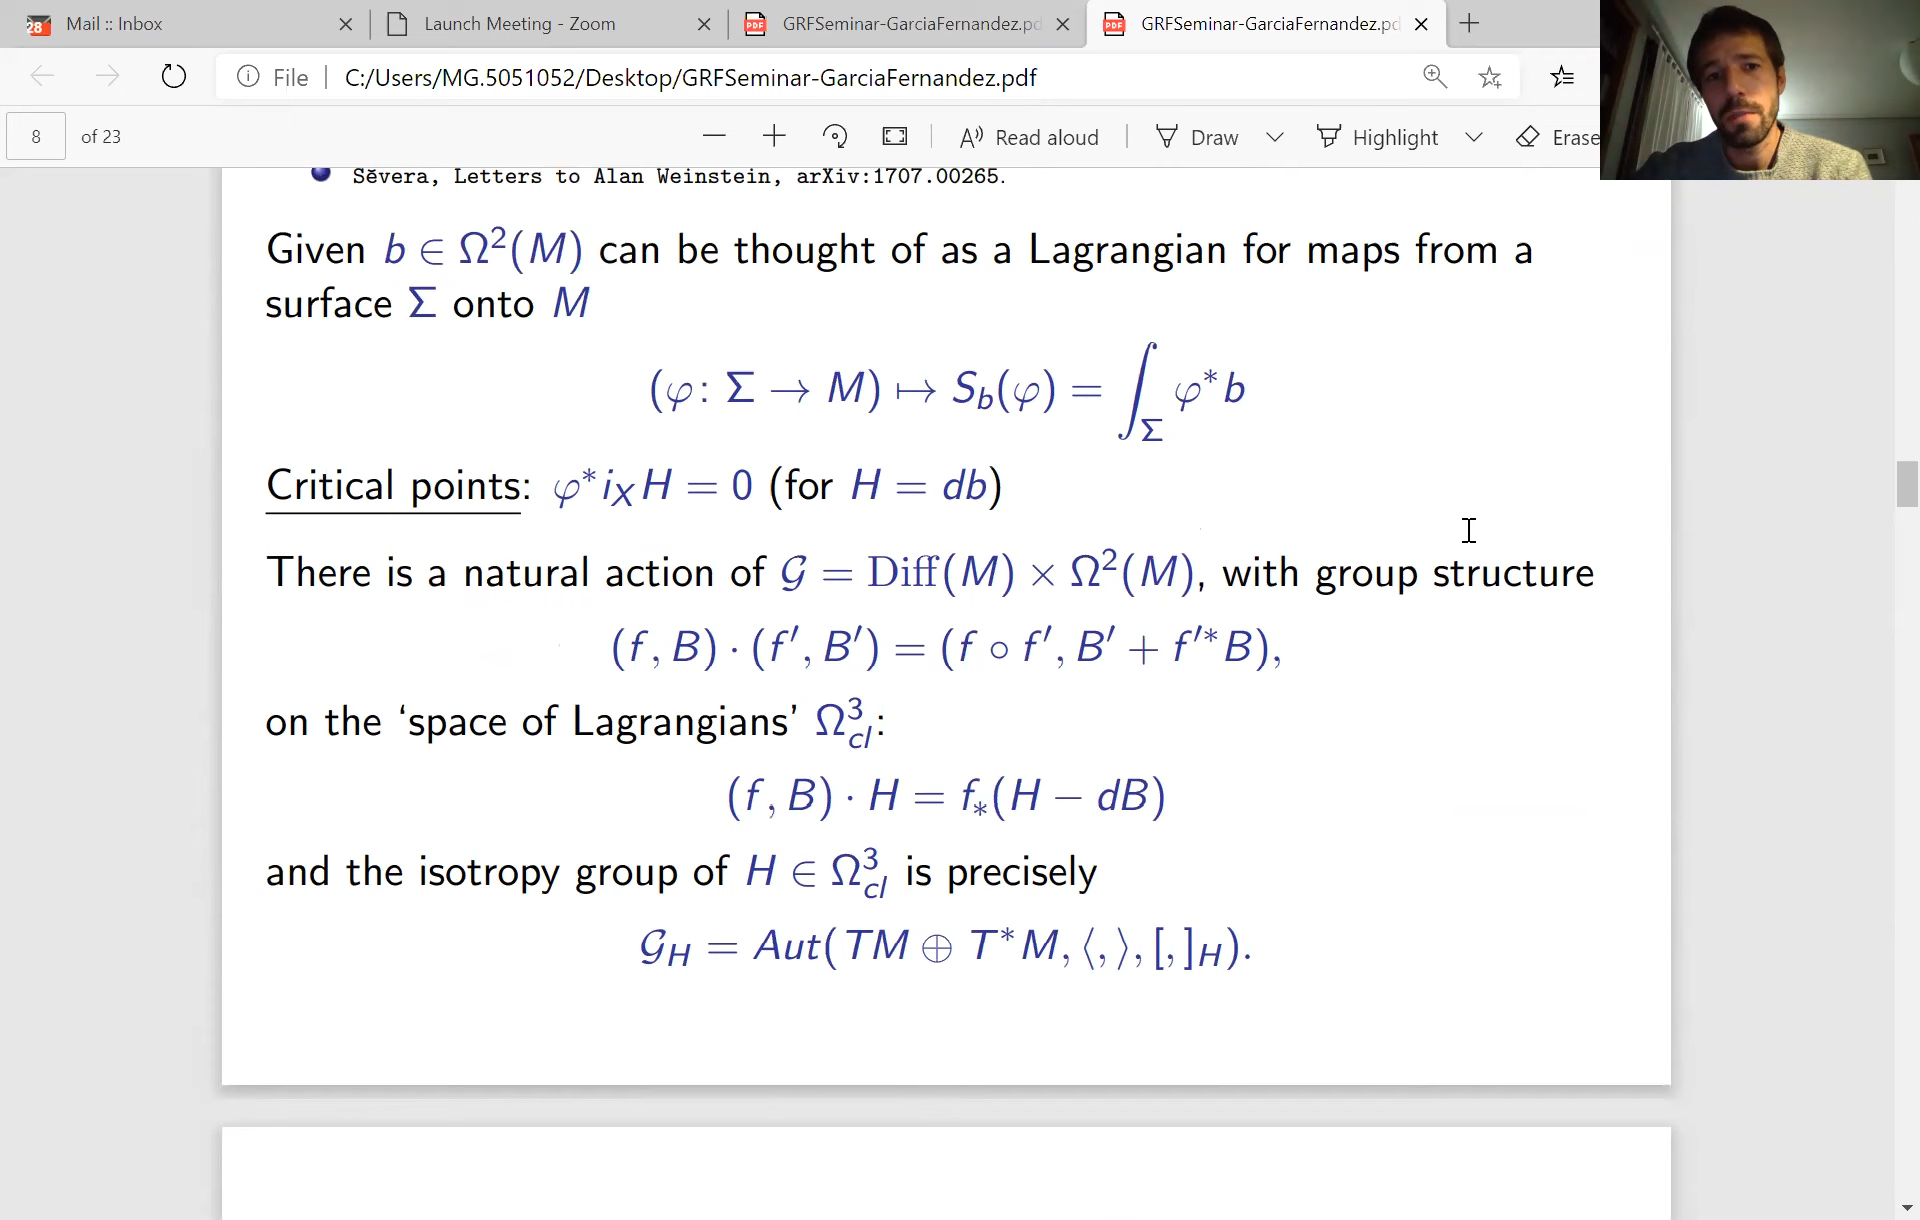 28 Mail :: Inbox
Launch Meeting - Zoom
GRFSeminar-GarciaFernandez.pd
GRFSeminar-GarciaFernandez.pd
File | C:/Users/MG.5051052/Desktop/GRFSeminar-GarciaFernandez.pdf
8 of 23
Read aloud
Draw
Highlight
Erase
Sěvera, Letters to Alan Weinstein, arXiv:1707.00265.
Given b ∈ Ω²(M) can be thought of as a Lagrangian for maps from a
surface Σ onto M
(φ: Σ → M) ↦ S_b(φ) = ∫_Σ φ*b
Critical points: φ*i_X H = 0 (for H = db)
There is a natural action of 𝒢 = Diff(M) × Ω²(M), with group structure
(f, B) · (f′, B′) = (f ∘ f′, B′ + f′*B),
on the ‘space of Lagrangians’ Ω³_cl:
(f, B) · H = f_*(H − dB)
and the isotropy group of H ∈ Ω³_cl is precisely
𝒢_H = Aut(TM ⊕ T*M, ⟨,⟩, [,]_H).